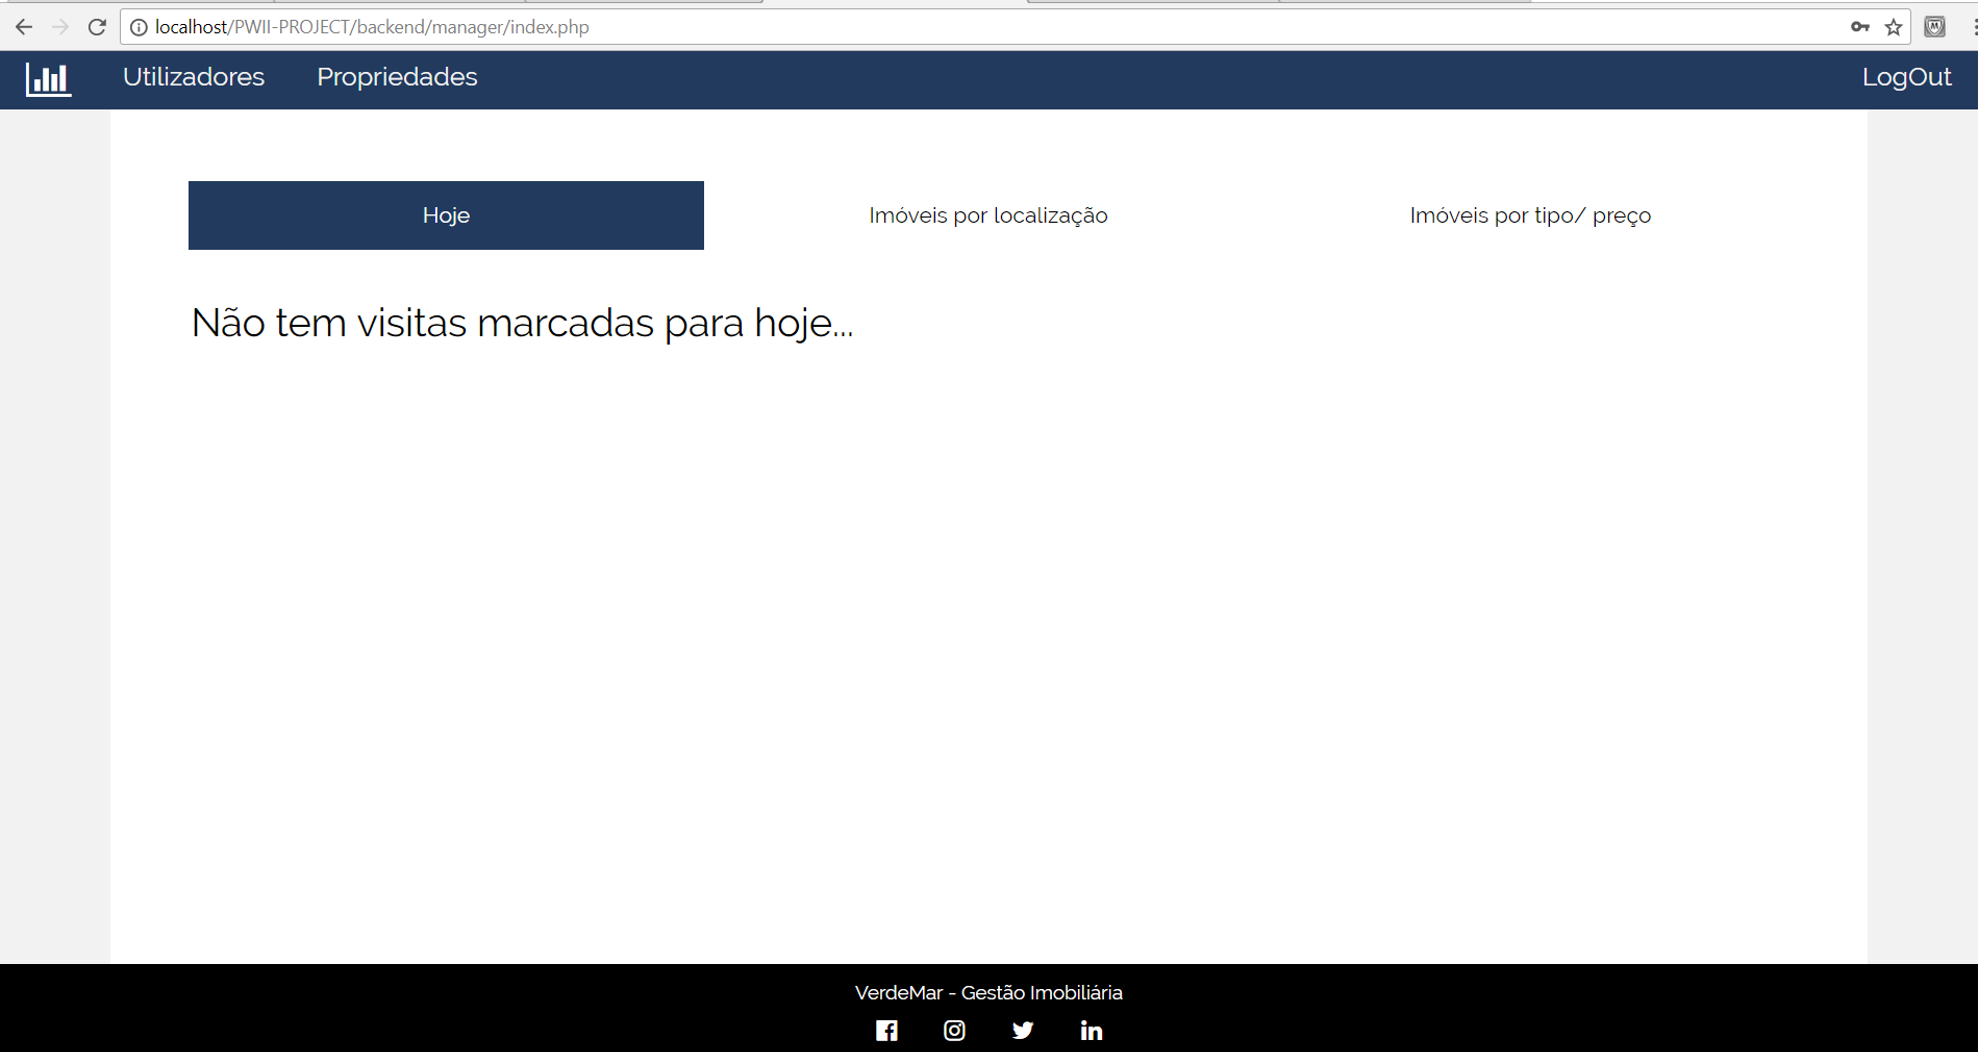 localhost/PWII-PROJECT/backend/manager/index.php
Utilizadores Propriedades LogOut
Hoje Imóveis por localização Imóveis por tipo/ preço
Não tem visitas marcadas para hoje...
VerdeMar - Gestão Imobiliária